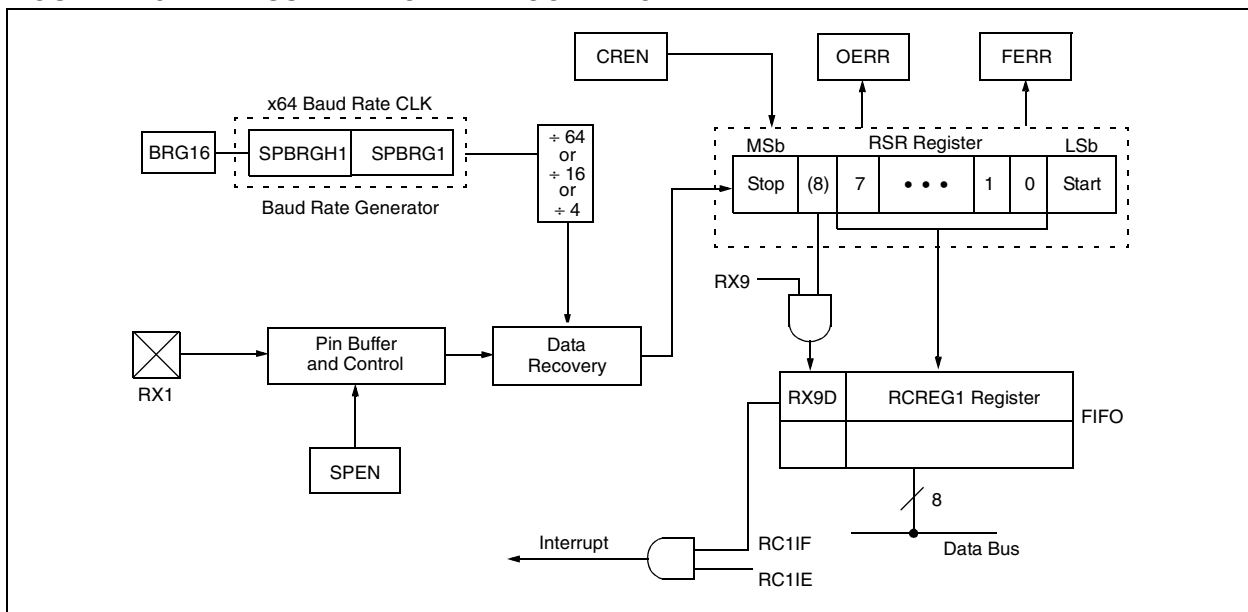 CREN
OERR
FERR
x64 Baud Rate CLK
BRG16
SPBRGH1
SPBRG1
Baud Rate Generator
÷ 64
or
÷ 16
or
÷ 4
MSb
RSR Register
LSb
Stop
(8)
7
• • •
1
0
Start
RX9
RX1
Pin Buffer
and Control
Data
Recovery
SPEN
RX9D
RCREG1 Register
FIFO
8
Data Bus
Interrupt
RC1IF
RC1IE